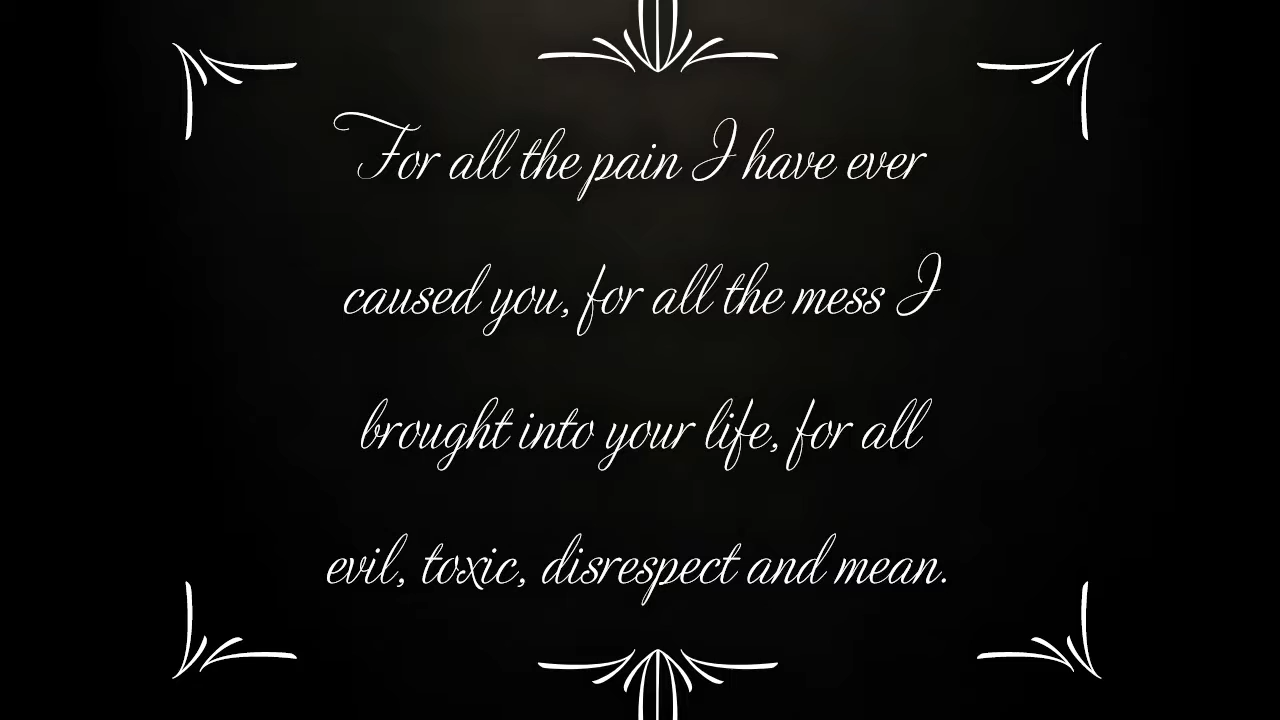 For all the pain I have ever
caused you, for all the mess I
brought into your life, for all
evil, toxic, disrespect and mean.